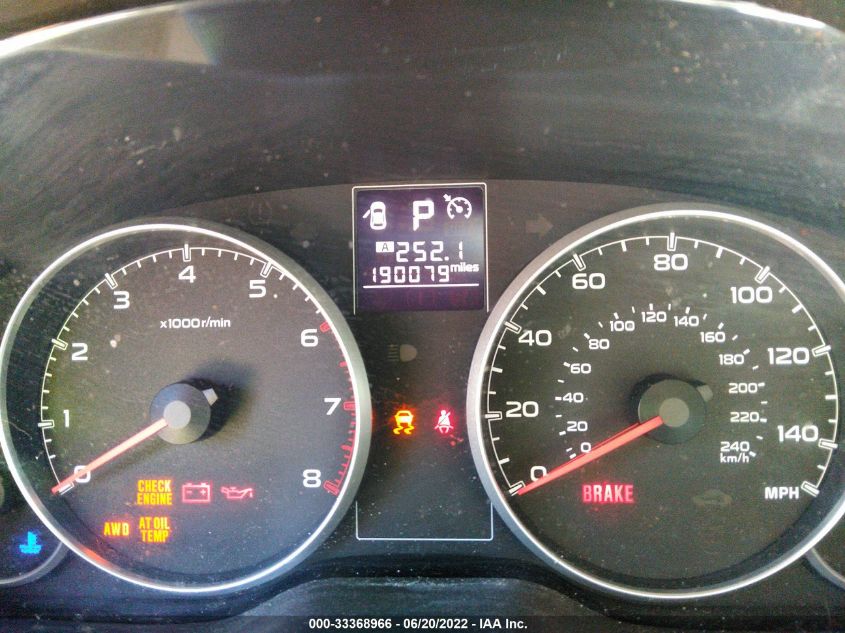 P
A 252.1
190079 miles
0 1 2 3 4 5 6 7 8
x1000r/min
CHECK
ENGINE
AWD
AT OIL
TEMP
0 20 40 60 80 100 120 140
MPH
0 20 40 60 80 100 120 140 160 180 200 220 240
km/h
BRAKE
000-33368966 - 06/20/2022 - IAA Inc.